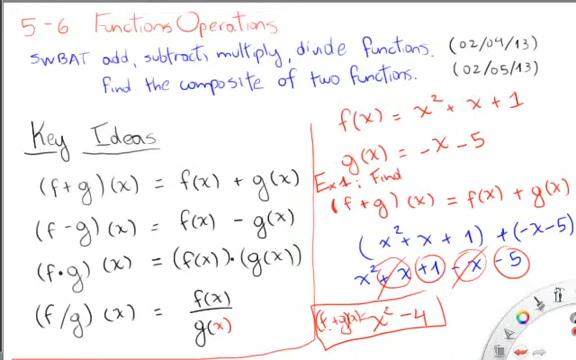 5-6 Functions Operations
SWBAT add, subtract, multiply, divide functions. (02/04/13)
find the composite of two functions. (02/05/13)
Key Ideas
(f+g)(x) = f(x) + g(x)
(f-g)(x) = f(x) - g(x)
(f·g)(x) = (f(x))·(g(x))
(f/g)(x) = f(x)
g(x)
f(x) = x² + x + 1
g(x) = -x - 5
Ex1: Find
(f+g)(x) = f(x) + g(x)
(x² + x + 1) + (-x-5)
x² + x +1 -x -5
(f+g)(x)= x² -4